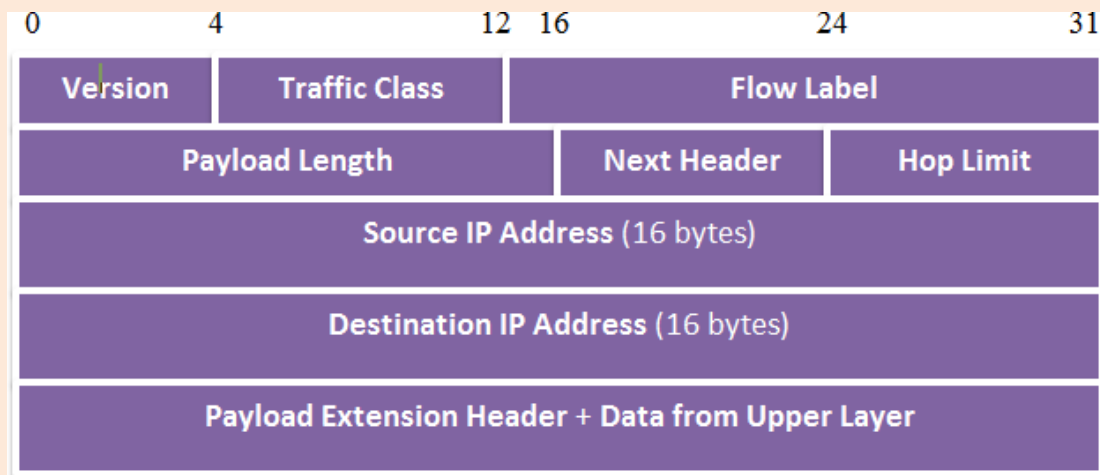 0 4 12 16 24 31
Version Traffic Class Flow Label
Payload Length Next Header Hop Limit
Source IP Address (16 bytes)
Destination IP Address (16 bytes)
Payload Extension Header + Data from Upper Layer